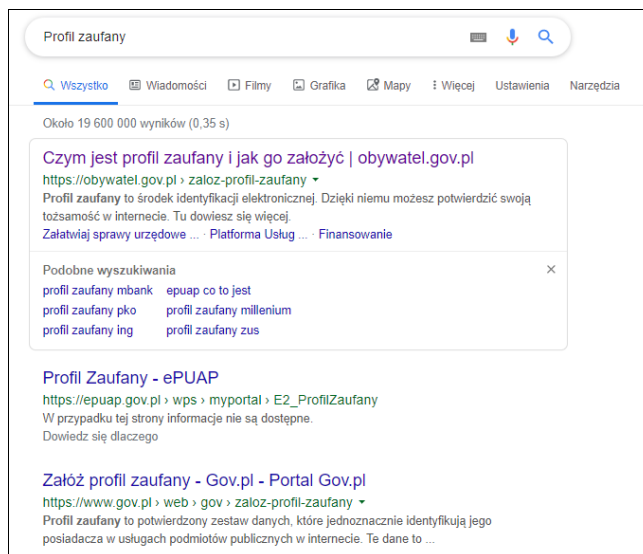 Profil zaufany
Wszystko Wiadomości Filmy Grafika Mapy Więcej Ustawienia Narzędzia
Około 19 600 000 wyników (0,35 s)
Czym jest profil zaufany i jak go założyć | obywatel.gov.pl
https://obywatel.gov.pl › zaloz-profil-zaufany
Profil zaufany to środek identyfikacji elektronicznej. Dzięki niemu możesz potwierdzić swoją
tożsamość w internecie. Tu dowiesz się więcej.
Załatwiaj sprawy urzędowe ... · Platforma Usług ... · Finansowanie
Podobne wyszukiwania
profil zaufany mbank epuap co to jest
profil zaufany pko profil zaufany millenium
profil zaufany ing profil zaufany zus
Profil Zaufany - ePUAP
https://epuap.gov.pl › wps › myportal › E2_ProfilZaufany
W przypadku tej strony informacje nie są dostępne.
Dowiedz się dlaczego
Załóż profil zaufany - Gov.pl - Portal Gov.pl
https://www.gov.pl › web › gov › zaloz-profil-zaufany
Profil zaufany to potwierdzony zestaw danych, które jednoznacznie identyfikują jego
posiadacza w usługach podmiotów publicznych w internecie. Te dane to ...